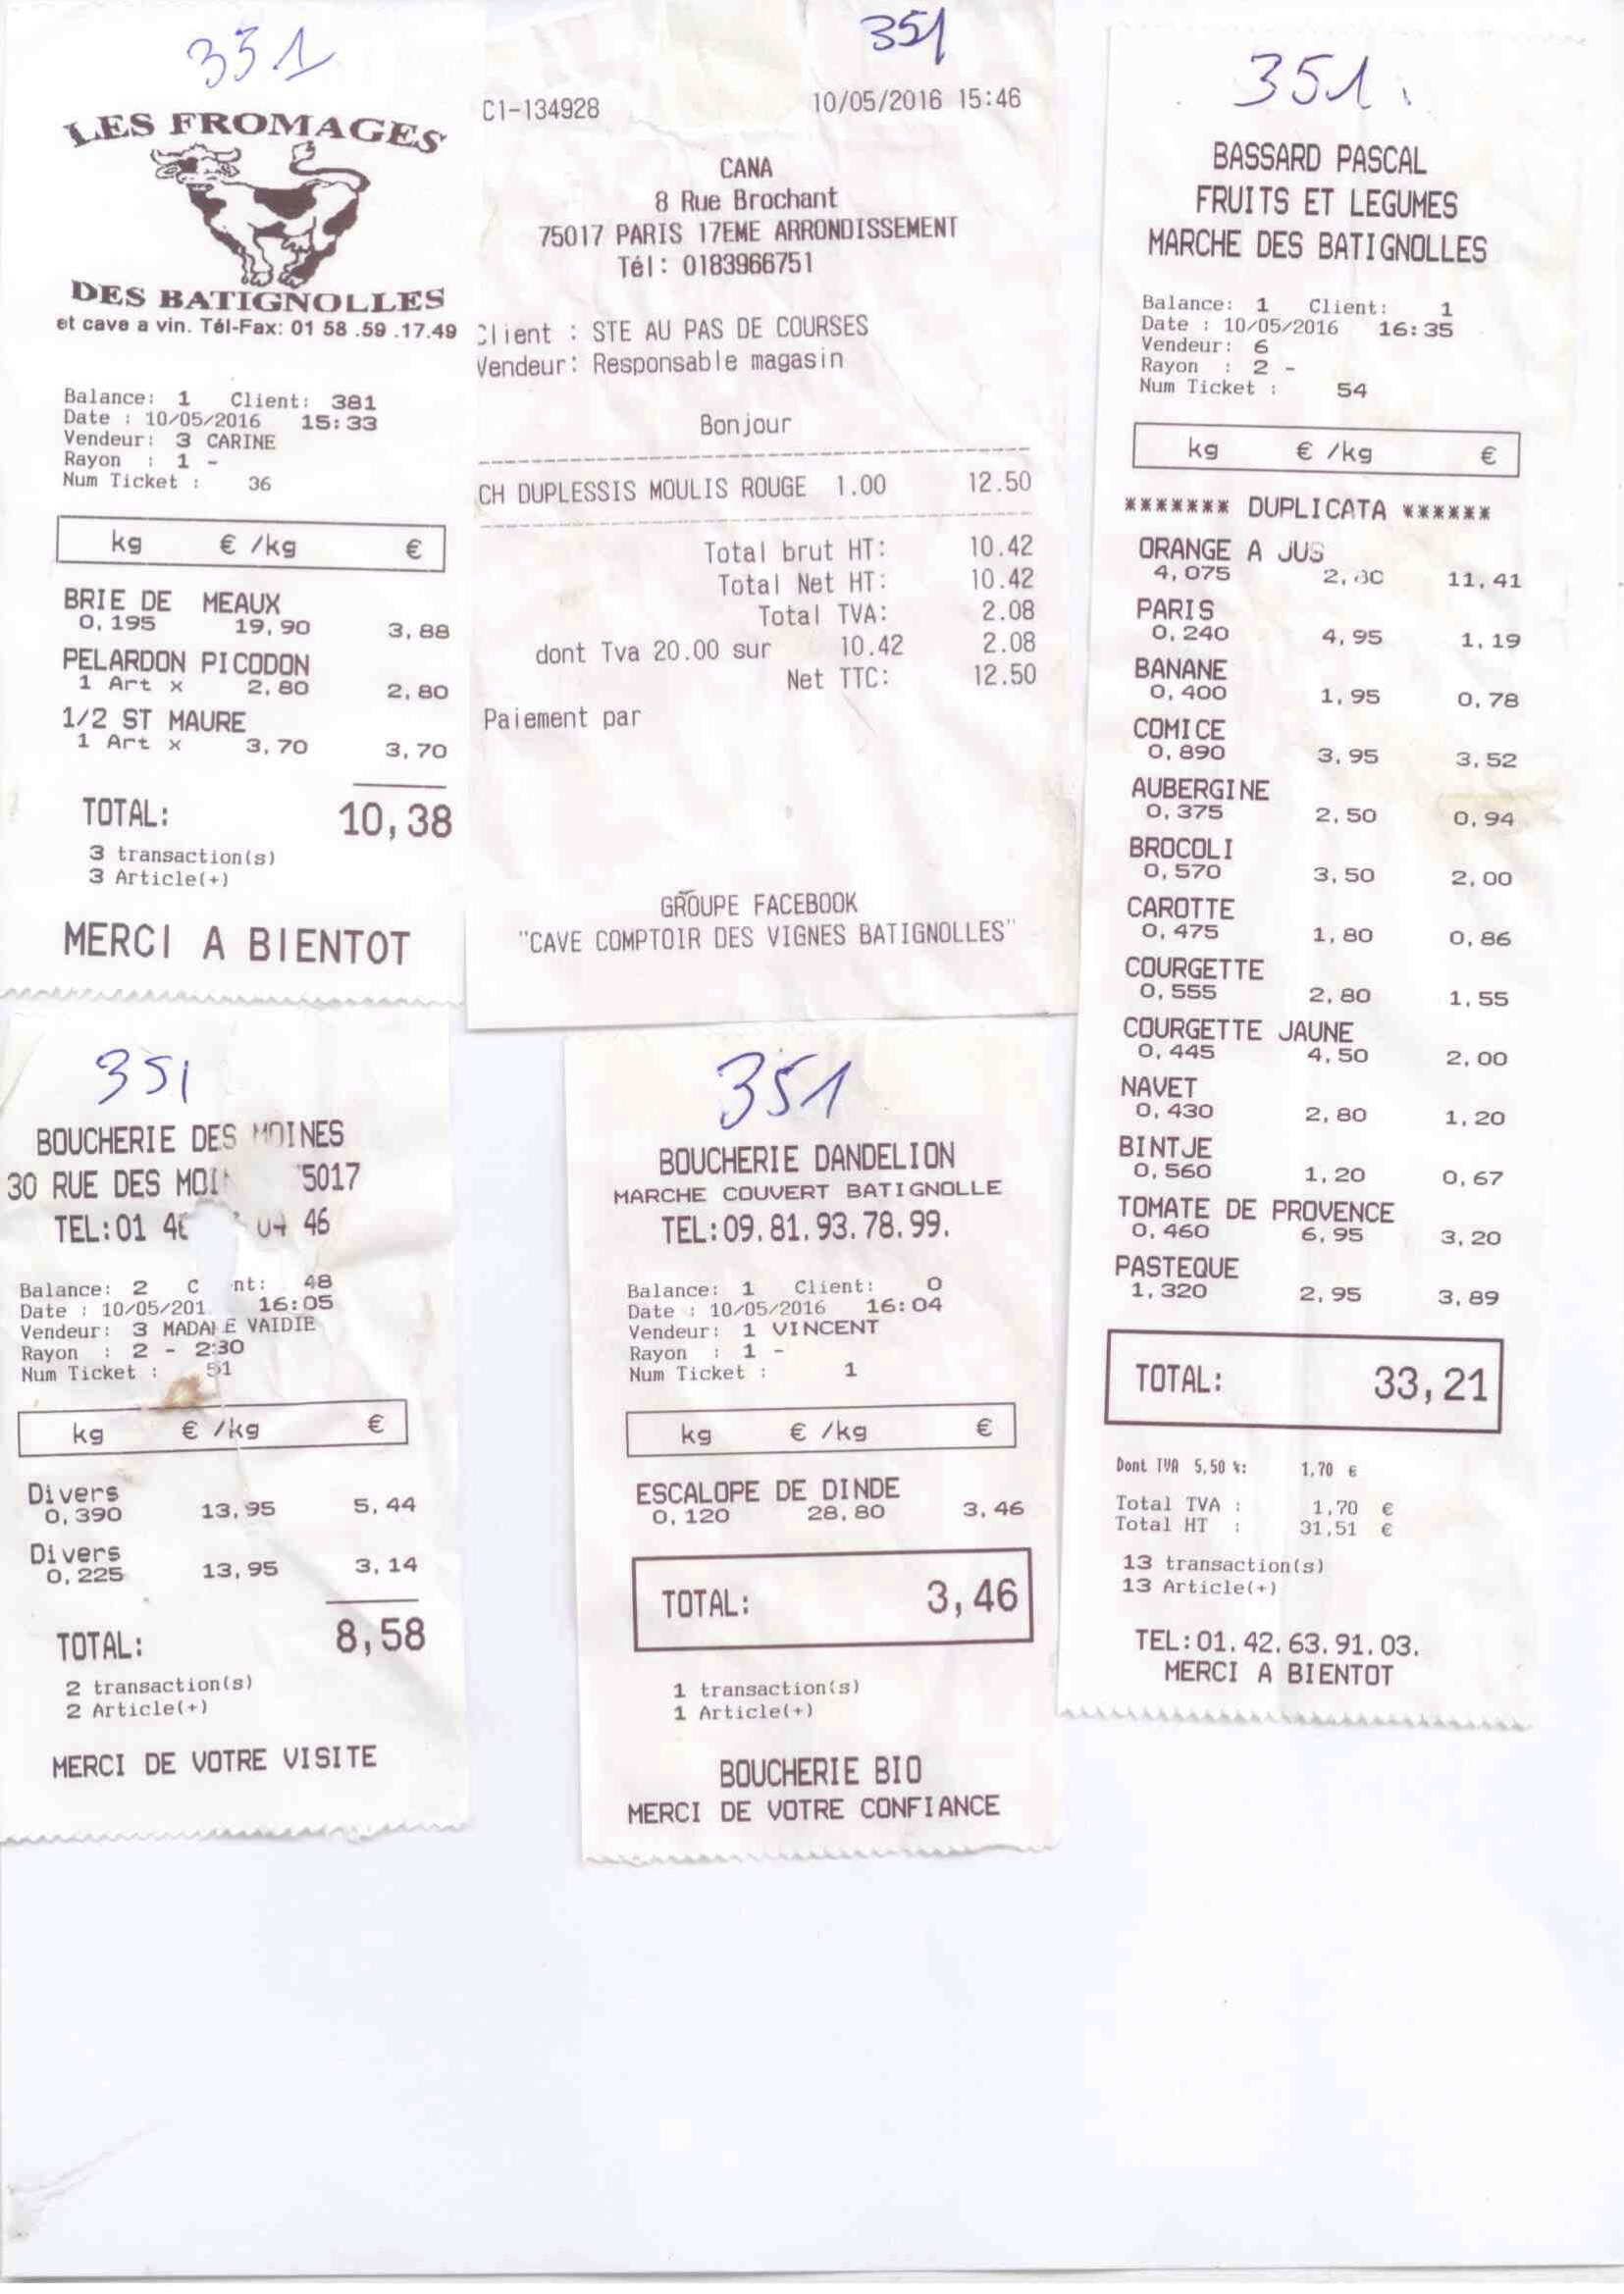 351
LES FROMAGES
DES BATIGNOLLES
et cave a vin. Tél-Fax: 01 58 .59 .17.49
Balance: 1 Client: 381
Date : 10/05/2016 15:33
Vendeur: 3 CARINE
Rayon : 1 -
Num Ticket : 36
kg € /kg €
BRIE DE MEAUX
0,195 19,90 3,88
PELARDON PICODON
1 Art x 2,80 2,80
1/2 ST MAURE
1 Art x 3,70 3,70
TOTAL: 10,38
3 transaction(s)
3 Article(+)
MERCI A BIENTOT
351
C1-134928 10/05/2016 15:46
CANA
8 Rue Brochant
75017 PARIS 17EME ARRONDISSEMENT
Tél: 0183966751
Client : STE AU PAS DE COURSES
Vendeur: Responsable magasin
Bonjour
CH DUPLESSIS MOULIS ROUGE 1.00 12.50
Total brut HT: 10.42
Total Net HT: 10.42
Total TVA: 2.08
dont Tva 20.00 sur 10.42 2.08
Net TTC: 12.50
Paiement par
GROUPE FACEBOOK
"CAVE COMPTOIR DES VIGNES BATIGNOLLES"
351.
BASSARD PASCAL
FRUITS ET LEGUMES
MARCHE DES BATIGNOLLES
Balance: 1 Client: 1
Date : 10/05/2016 16:35
Vendeur: 6
Rayon : 2 -
Num Ticket : 54
kg € /kg €
******* DUPLICATA ******
ORANGE A JUS
4,075 11,41
PARIS
0,240 4,95 1,19
BANANE
0,400 1,95 0,78
COMICE
0,890 3,95 3,52
AUBERGINE
0,375 2,50 0,94
BROCOLI
0,570 3,50 2,00
CAROTTE
0,475 1,80 0,86
COURGETTE
0,555 2,80 1,55
COURGETTE JAUNE
0,445 4,50 2,00
NAVET
0,430 2,80 1,20
BINTJE
0,560 1,20 0,67
TOMATE DE PROVENCE
0,460 6,95 3,20
PASTEQUE
1,320 2,95 3,89
TOTAL: 33,21
Dont TVA 5,50 %: 1,70 €
Total TVA : 1,70 €
Total HT : 31,51 €
13 transaction(s)
13 Article(+)
TEL:01.42.63.91.03.
MERCI A BIENTOT
351
BOUCHERIE DES MOINES
30 RUE DES 5017
TEL:01 04 46
Balance: 2 48
Date : 10/05/201 16:05
Vendeur: 3 VAIDIE
Rayon : 2 - 2:30
Num Ticket : 51
kg € /kg €
Divers
0,390 13,95 5,44
Divers
0,225 13,95 3,14
TOTAL: 8,58
2 transaction(s)
2 Article(+)
MERCI DE VOTRE VISITE
351
BOUCHERIE DANDELION
MARCHE COUVERT BATIGNOLLE
TEL:09.81.93.78.99.
Balance: 1 Client: 0
Date : 10/05/2016 16:04
Vendeur: 1 VINCENT
Rayon : 1 -
Num Ticket : 1
kg € /kg €
ESCALOPE DE DINDE
0,120 28,80 3,46
TOTAL: 3,46
1 transaction(s)
1 Article(+)
BOUCHERIE BIO
MERCI DE VOTRE CONFIANCE